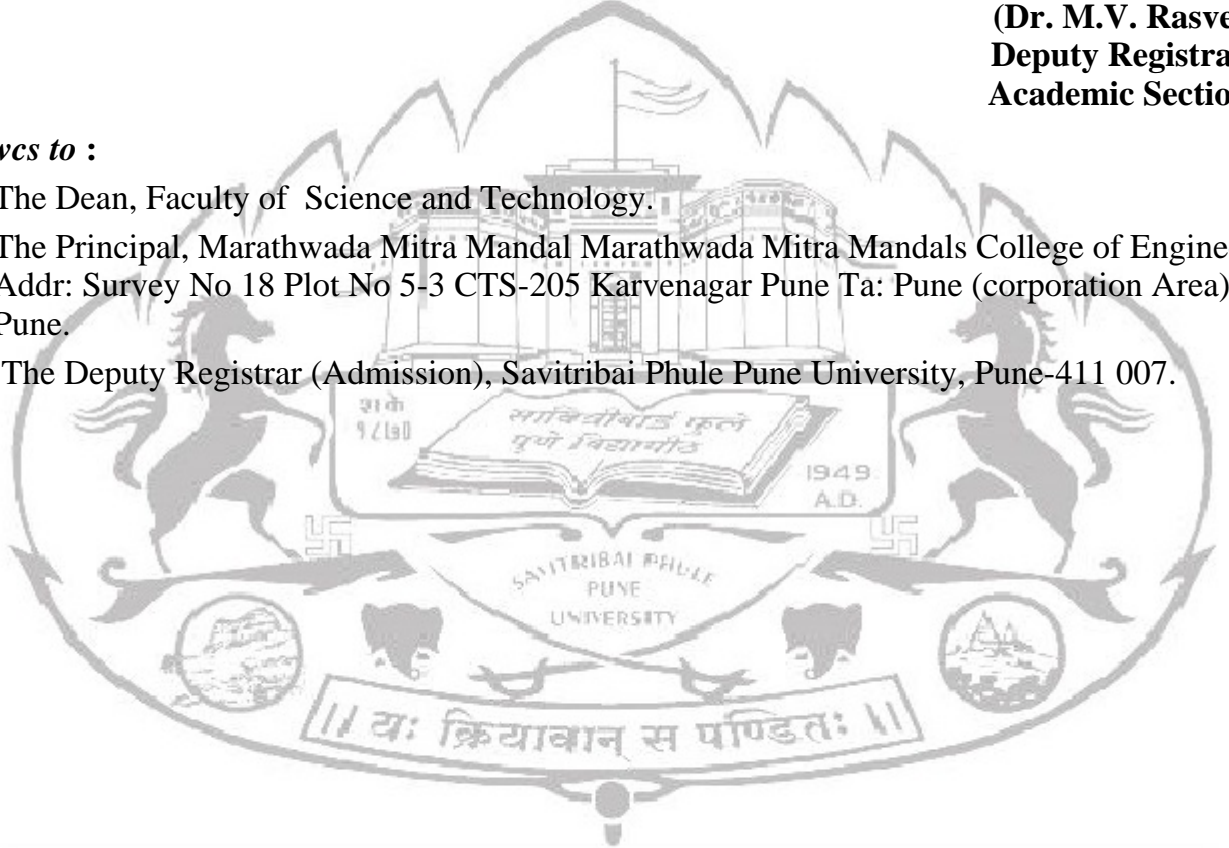 (Dr. M.V. Rasve
Deputy Registra
Academic Sectio
wcs to :
The Dean, Faculty of Science and Technology.
The Principal, Marathwada Mitra Mandal Marathwada Mitra Mandals College of Engine
Addr: Survey No 18 Plot No 5-3 CTS-205 Karvenagar Pune Ta: Pune (corporation Area)
Pune.
The Deputy Registrar (Admission), Savitribai Phule Pune University, Pune-411 007.
शके
सावित्रीबाई फुले
पुणे विद्यापीठ
1949
A.D.
SAVITRIBAI PHULE
PUNE
UNIVERSITY
॥ यः क्रियावान् स पण्डितः ॥